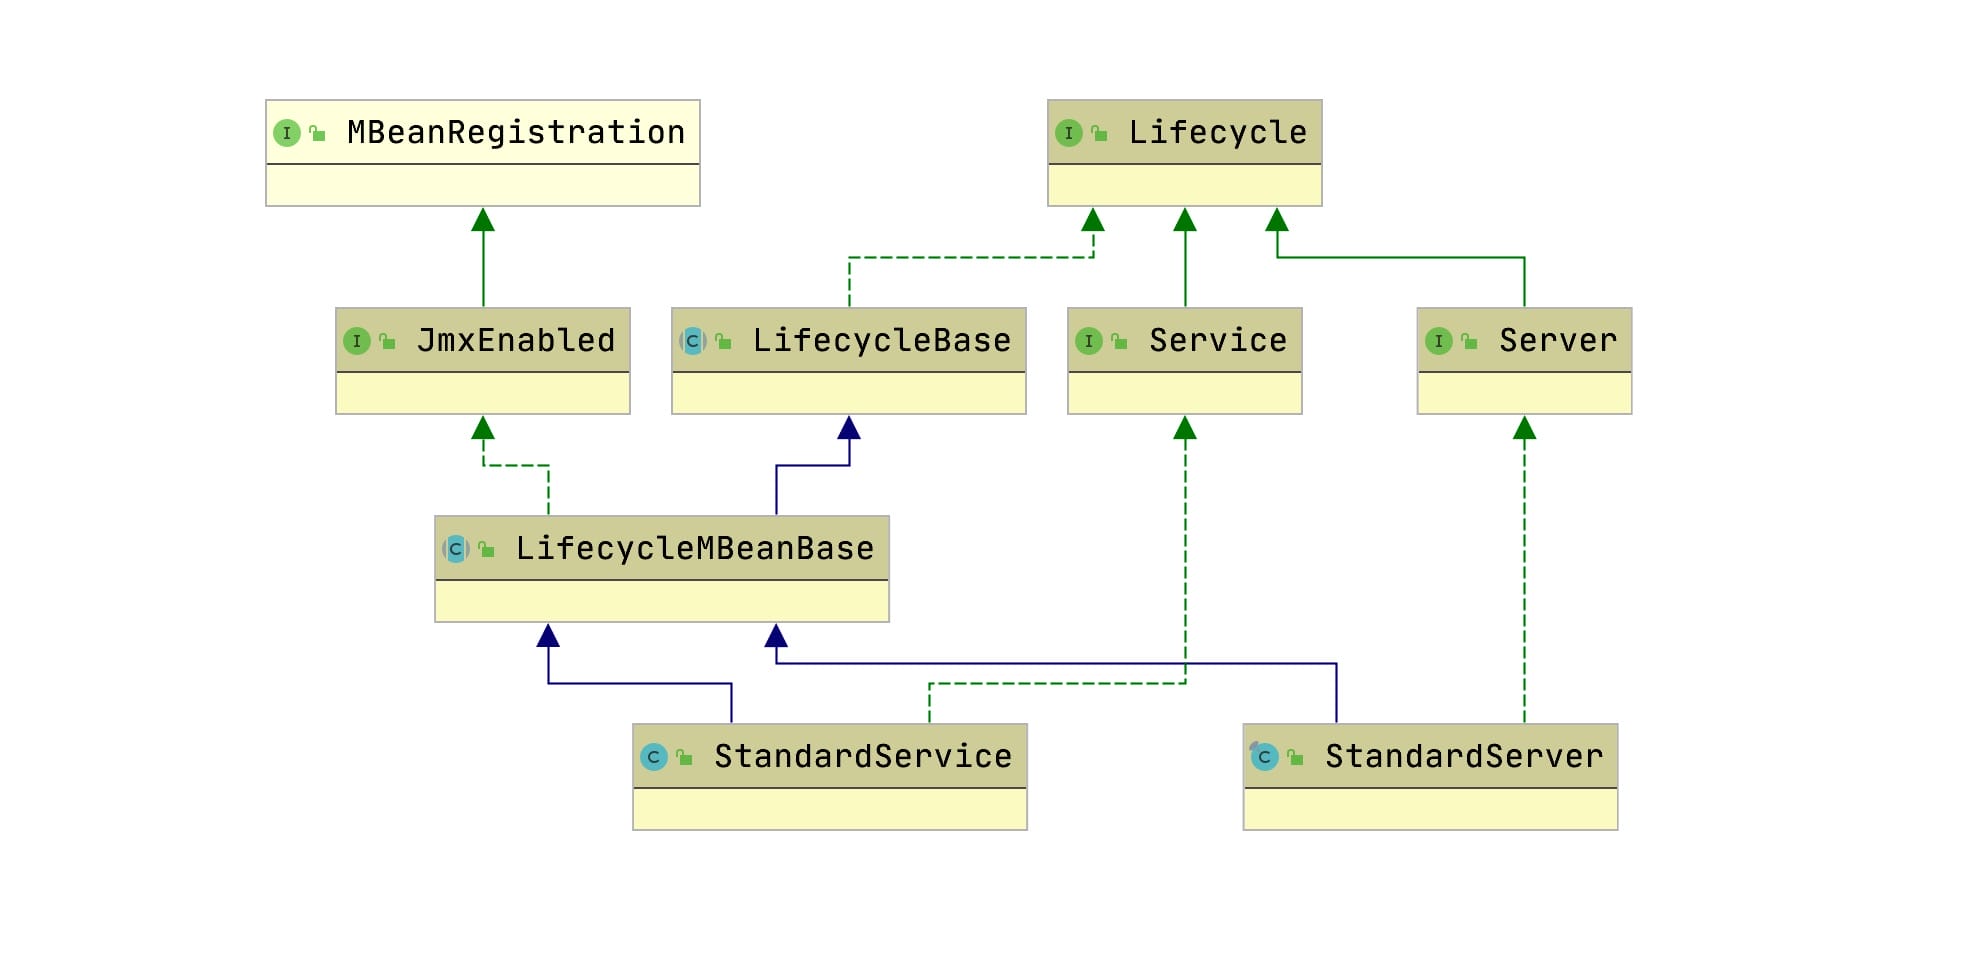 I MBeanRegistration
I Lifecycle
I JmxEnabled
C LifecycleBase
I Service
I Server
C LifecycleMBeanBase
C StandardService
C StandardServer